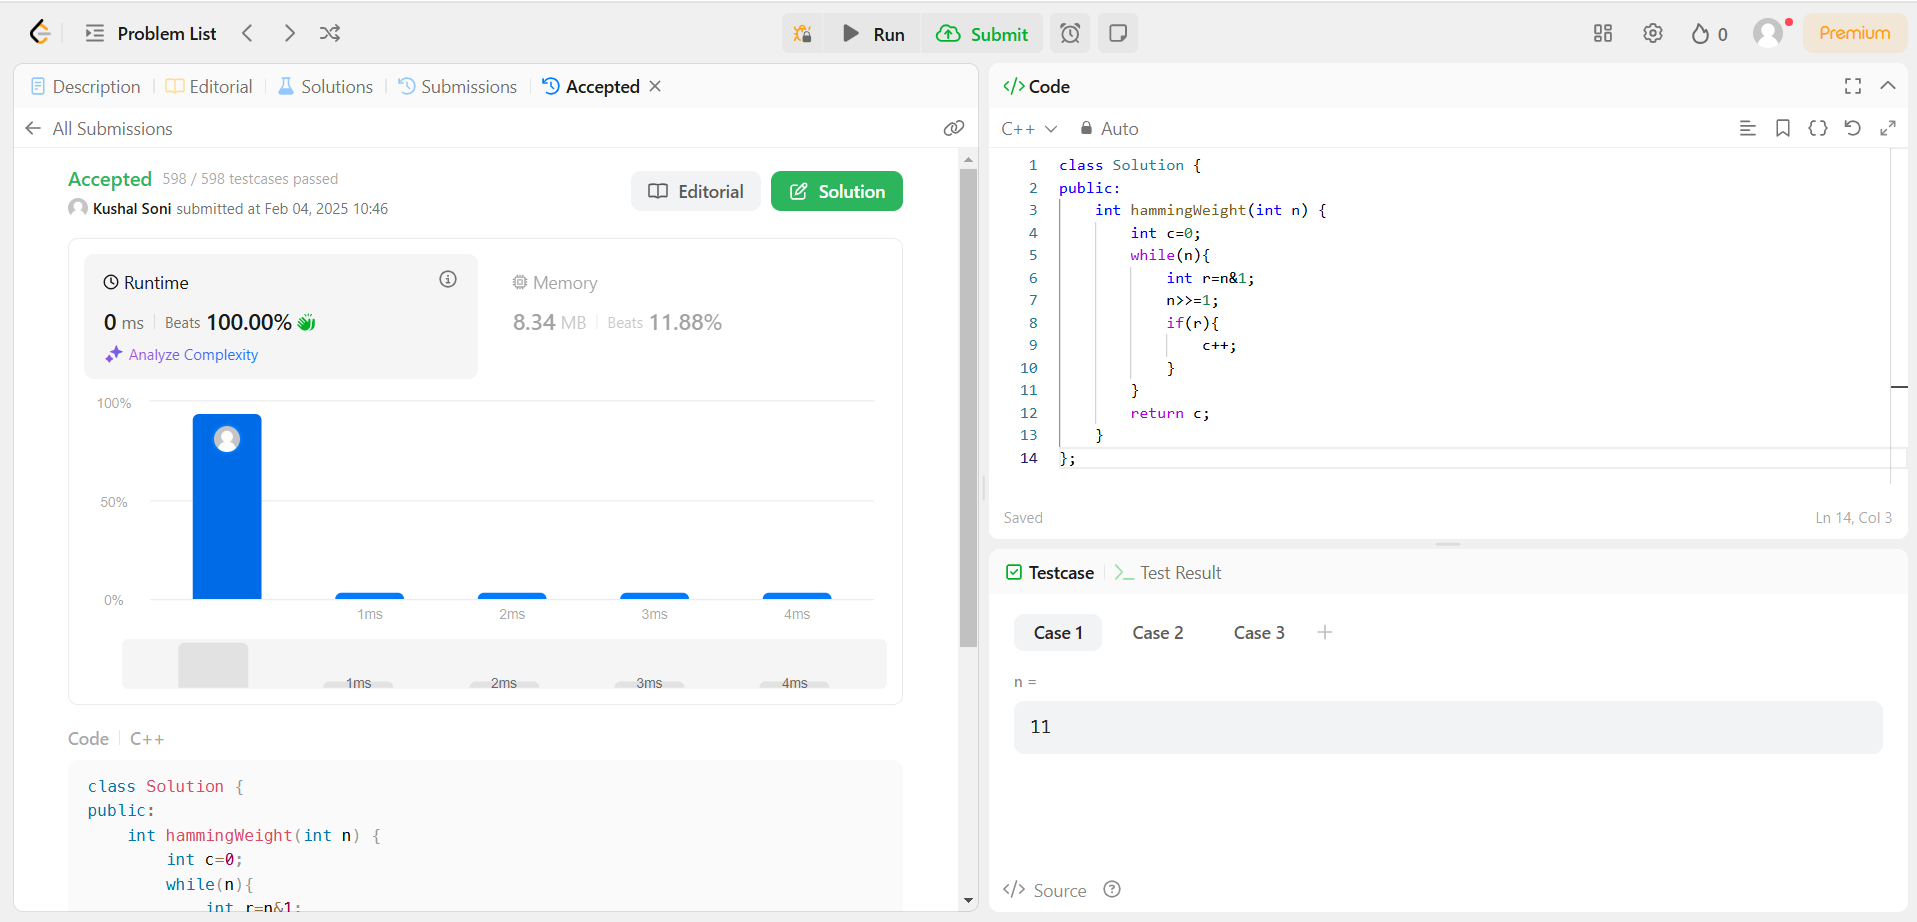 Problem List
Run
Submit
0
Premium
Description
Editorial
Solutions
Submissions
Accepted
All Submissions
Accepted 598 / 598 testcases passed
Kushal Soni submitted at Feb 04, 2025 10:46
Editorial
Solution
Runtime
0 ms Beats 100.00%
Analyze Complexity
Memory
8.34 MB Beats 11.88%
100%
50%
0%
1ms 2ms 3ms 4ms
1ms 2ms 3ms 4ms
Code C++
class Solution {
public:
    int hammingWeight(int n) {
        int c=0;
        while(n){
            int r=n&1;
Code
C++ Auto
1 class Solution {
2 public:
3     int hammingWeight(int n) {
4         int c=0;
5         while(n){
6             int r=n&1;
7             n>>=1;
8             if(r){
9                 c++;
10             }
11         }
12         return c;
13     }
14 };
Saved
Ln 14, Col 3
Testcase
Test Result
Case 1 Case 2 Case 3 +
n =
11
Source